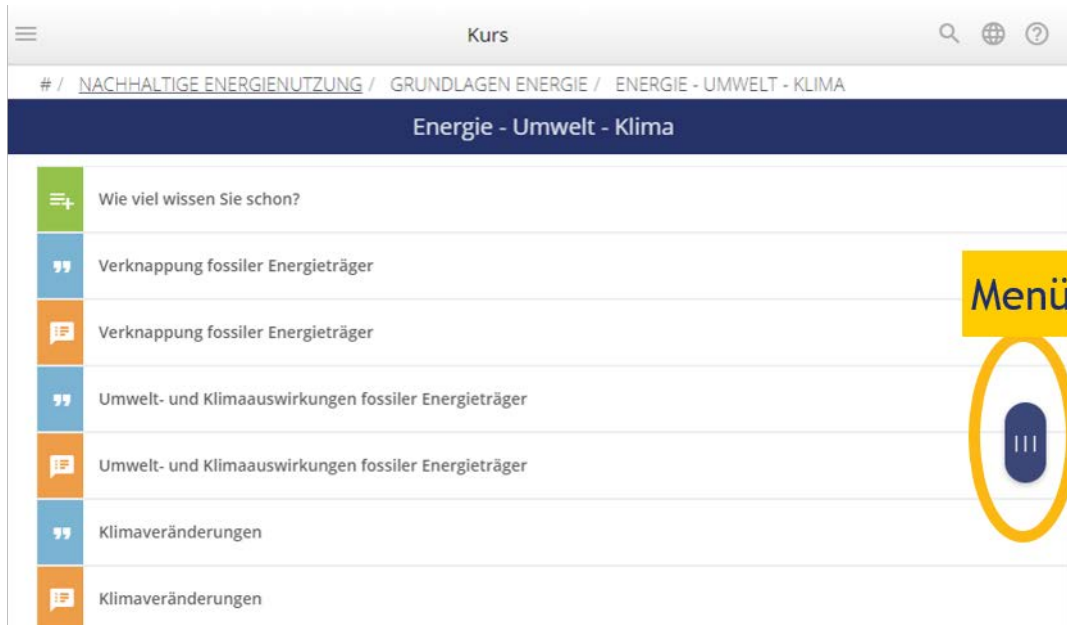 Kurs
# / NACHHALTIGE ENERGIENUTZUNG / GRUNDLAGEN ENERGIE / ENERGIE - UMWELT - KLIMA
Energie - Umwelt - Klima
Wie viel wissen Sie schon?
Verknappung fossiler Energieträger
Menü
Verknappung fossiler Energieträger
Umwelt- und Klimaauswirkungen fossiler Energieträger
Umwelt- und Klimaauswirkungen fossiler Energieträger
Klimaveränderungen
Klimaveränderungen